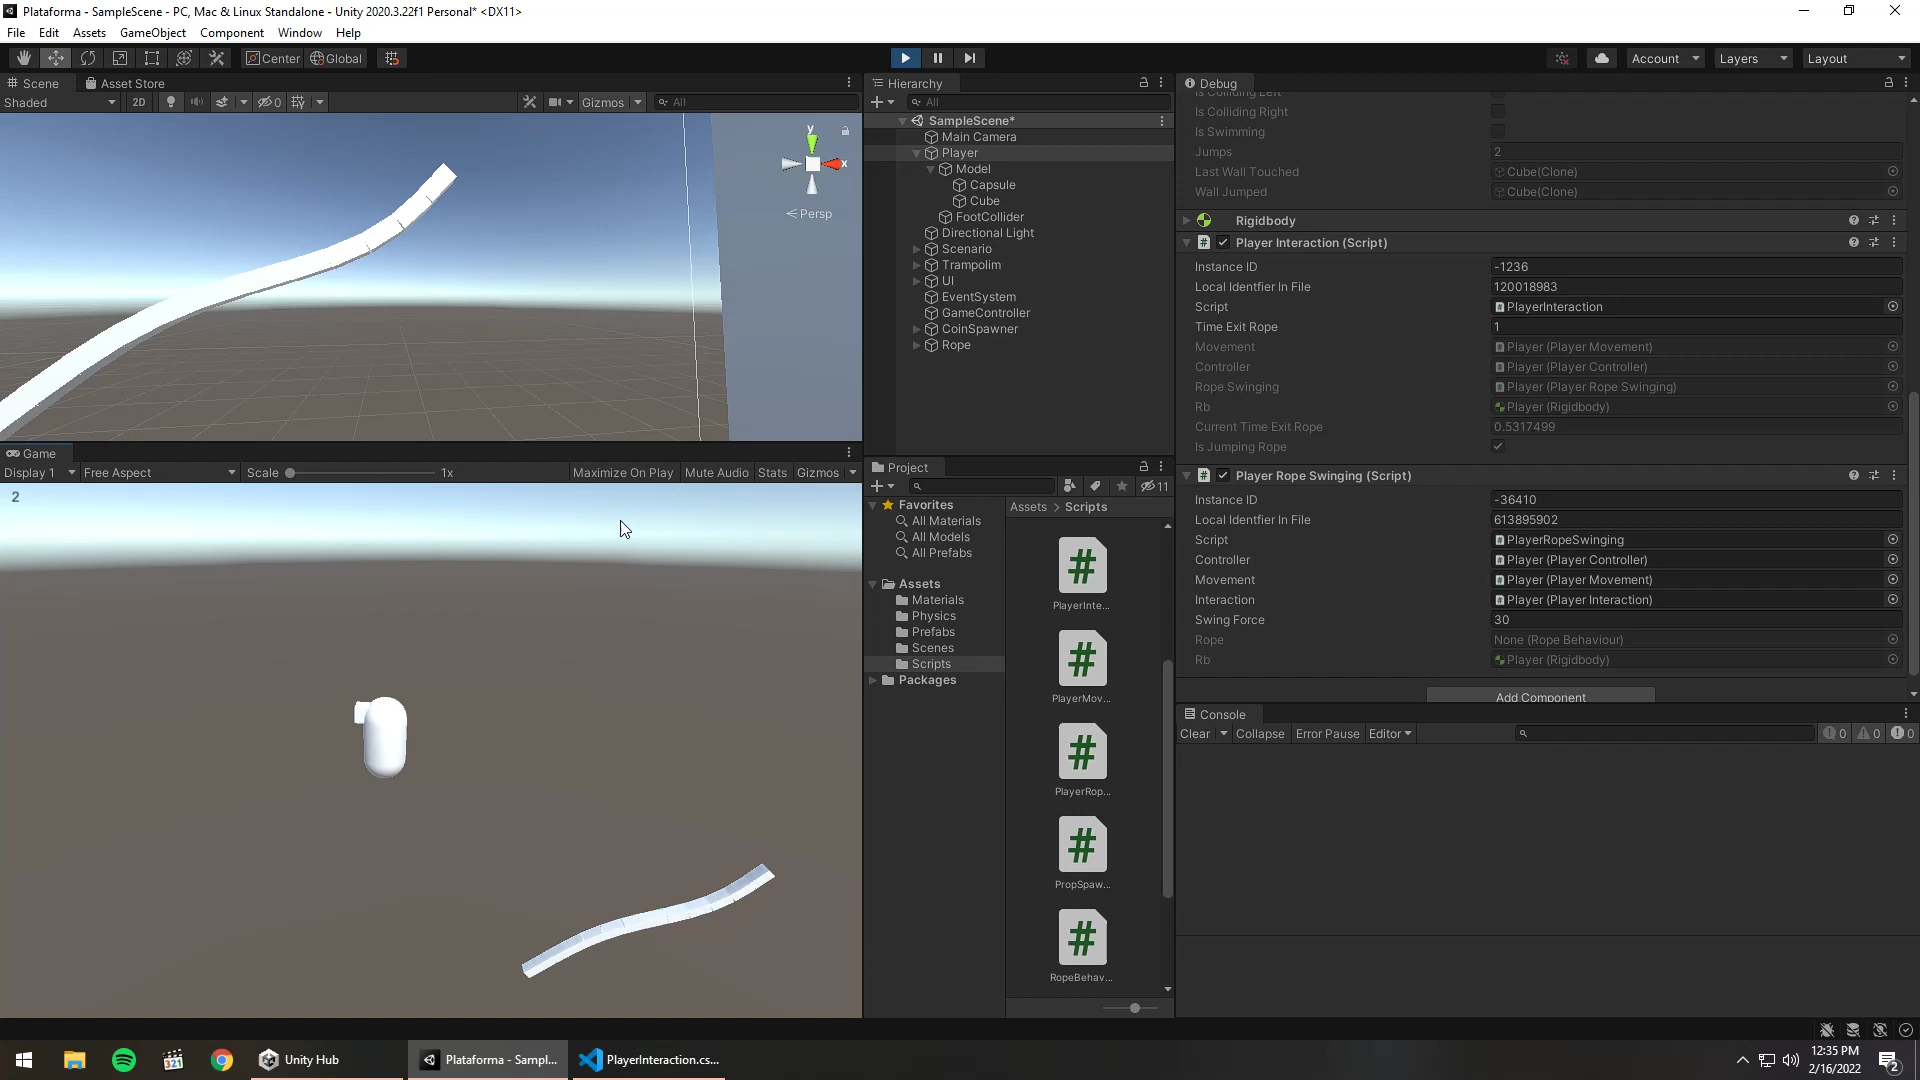 Plataforma - SampleScene - PC, Mac & Linux Standalone - Unity 2020.3.22f1 Personal* <DX11>
File Edit Assets GameObject Component Window Help
Center Global
Account Layers Layout
Scene Asset Store
Shaded 2D 0 Gizmos All
y
x
Persp
Game
Display 1 Free Aspect Scale 1x Maximize On Play Mute Audio Stats Gizmos
2
Hierarchy
All
SampleScene*
Main Camera
Player
Model
Capsule
Cube
FootCollider
Directional Light
Scenario
Trampolim
UI
EventSystem
GameController
CoinSpawner
Rope
Project
11
Favorites
All Materials
All Models
All Prefabs
Assets
Materials
Physics
Prefabs
Scenes
Scripts
Packages
Assets > Scripts
PlayerInte...
PlayerMov...
PlayerRop...
PropSpaw...
RopeBehav...
Debug
Is Colliding Left
Is Colliding Right
Is Swimming
Jumps 2
Last Wall Touched Cube(Clone)
Wall Jumped Cube(Clone)
Rigidbody
Player Interaction (Script)
Instance ID -1236
Local Identfier In File 120018983
Script PlayerInteraction
Time Exit Rope 1
Movement Player (Player Movement)
Controller Player (Player Controller)
Rope Swinging Player (Player Rope Swinging)
Rb Player (Rigidbody)
Current Time Exit Rope 0.5317499
Is Jumping Rope
Player Rope Swinging (Script)
Instance ID -36410
Local Identfier In File 613895902
Script PlayerRopeSwinging
Controller Player (Player Controller)
Movement Player (Player Movement)
Interaction Player (Player Interaction)
Swing Force 30
Rope None (Rope Behaviour)
Rb Player (Rigidbody)
Add Component
Console
Clear Collapse Error Pause Editor 0 0 0
321 Unity Hub Plataforma - Sampl... PlayerInteraction.cs...
12:35 PM
2/16/2022
2